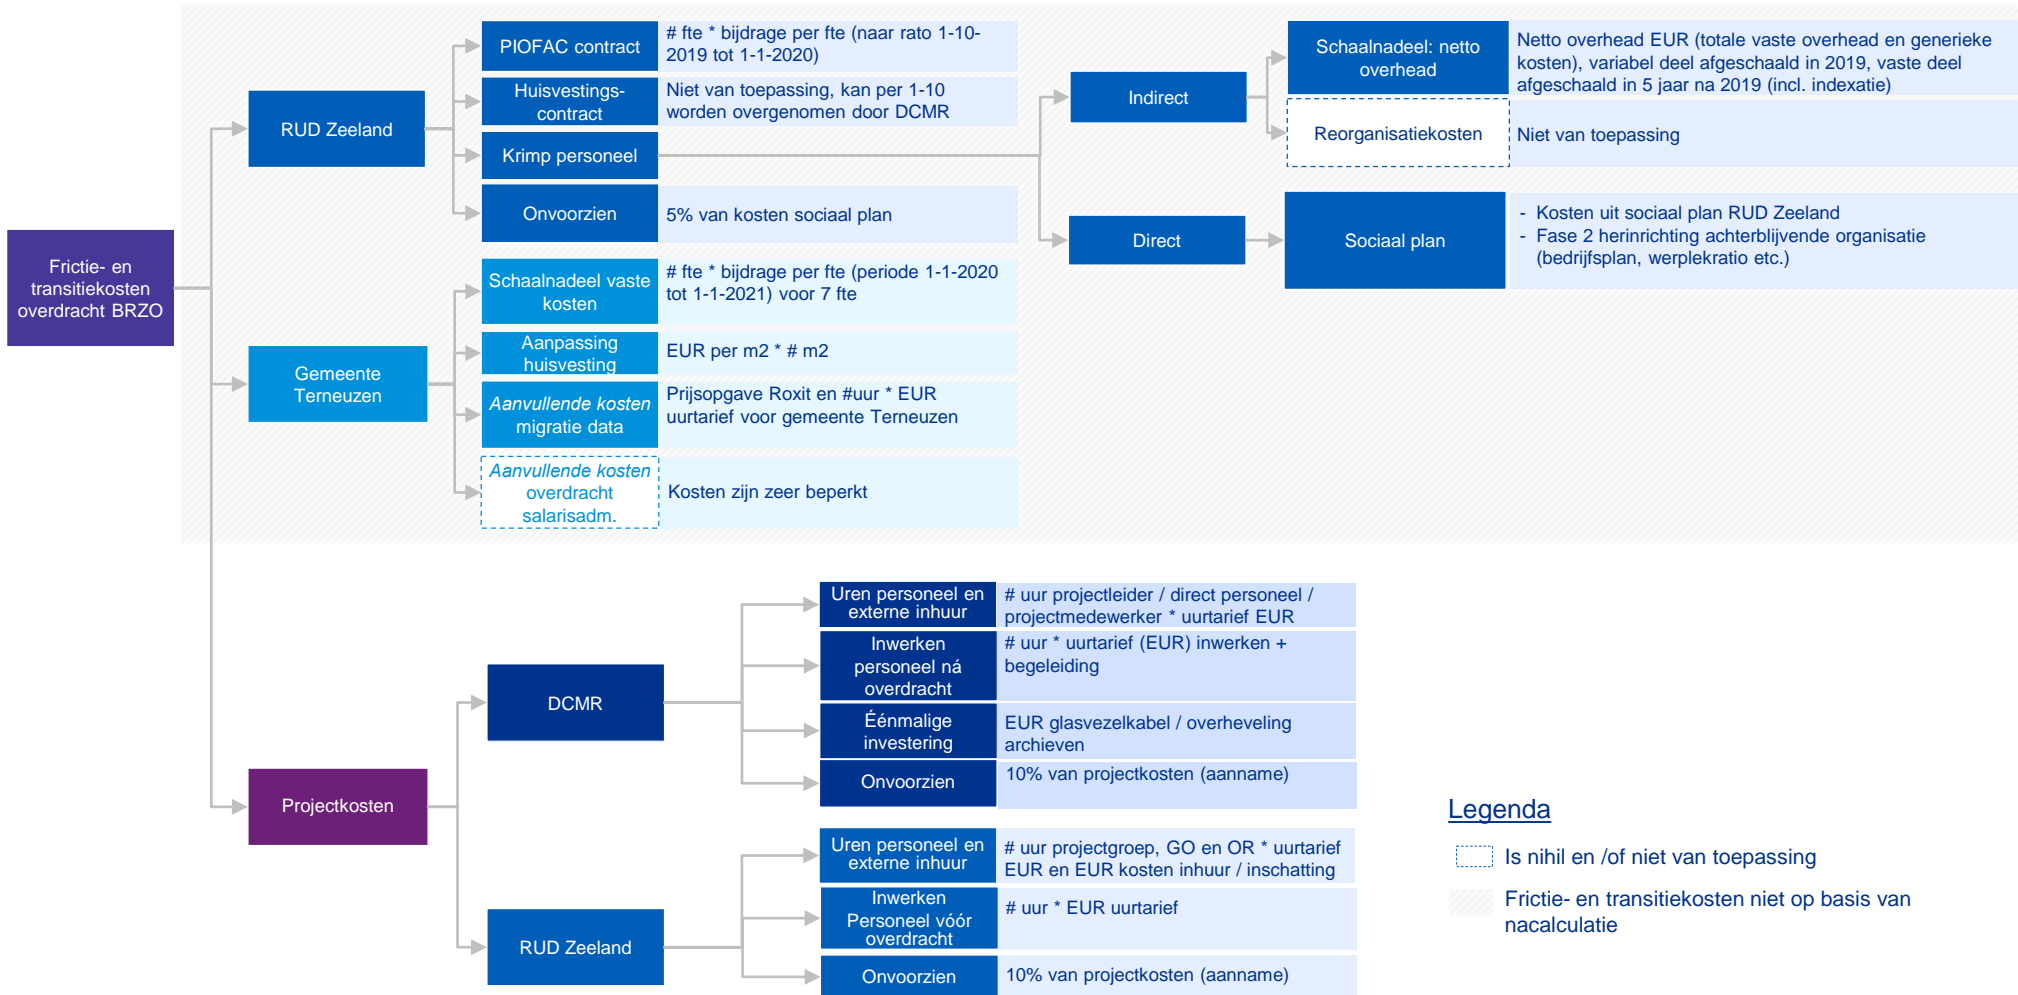 Frictie- en
transitiekosten
overdracht BRZO
RUD Zeeland
PIOFAC contract
# fte * bijdrage per fte (naar rato 1-10-
2019 tot 1-1-2020)
Huisvestings-
contract
Niet van toepassing, kan per 1-10
worden overgenomen door DCMR
Krimp personeel
Onvoorzien
5% van kosten sociaal plan
Indirect
Schaalnadeel: netto
overhead
Netto overhead EUR (totale vaste overhead en generieke
kosten), variabel deel afgeschaald in 2019, vaste deel
afgeschaald in 5 jaar na 2019 (incl. indexatie)
Reorganisatiekosten
Niet van toepassing
Direct
Sociaal plan
- Kosten uit sociaal plan RUD Zeeland
- Fase 2 herinrichting achterblijvende organisatie
(bedrijfsplan, werplekratio etc.)
Gemeente
Terneuzen
Schaalnadeel vaste
kosten
# fte * bijdrage per fte (periode 1-1-2020
tot 1-1-2021) voor 7 fte
Aanpassing
huisvesting
EUR per m2 * # m2
Aanvullende kosten
migratie data
Prijsopgave Roxit en #uur * EUR
uurtarief voor gemeente Terneuzen
Aanvullende kosten
overdracht
salarisadm.
Kosten zijn zeer beperkt
Projectkosten
DCMR
Uren personeel en
externe inhuur
# uur projectleider / direct personeel /
projectmedewerker * uurtarief EUR
Inwerken
personeel ná
overdracht
# uur * uurtarief (EUR) inwerken +
begeleiding
Éénmalige
investering
EUR glasvezelkabel / overheveling
archieven
Onvoorzien
10% van projectkosten (aanname)
RUD Zeeland
Uren personeel en
externe inhuur
# uur projectgroep, GO en OR * uurtarief
EUR en EUR kosten inhuur / inschatting
Inwerken
Personeel vóór
overdracht
# uur * EUR uurtarief
Onvoorzien
10% van projectkosten (aanname)
Legenda
Is nihil en /of niet van toepassing
Frictie- en transitiekosten niet op basis van
nacalculatie